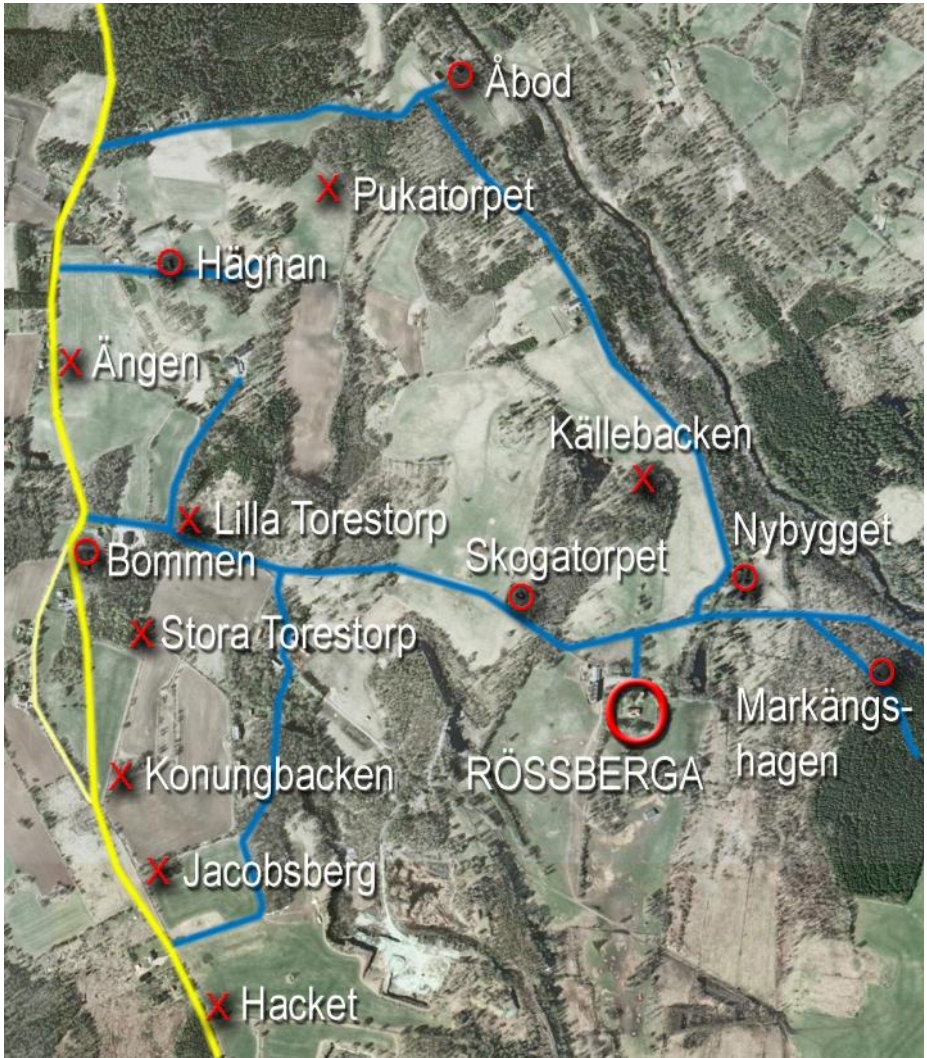 Åbod
Pukatorpet
Hägnan
Ängen
Källebacken
Lilla Torestorp
Nybygget
Bommen
Skogatorpet
Stora Torestorp
Markängs-
hagen
Konungbacken
RÖSSBERGA
Jacobsberg
Hacket